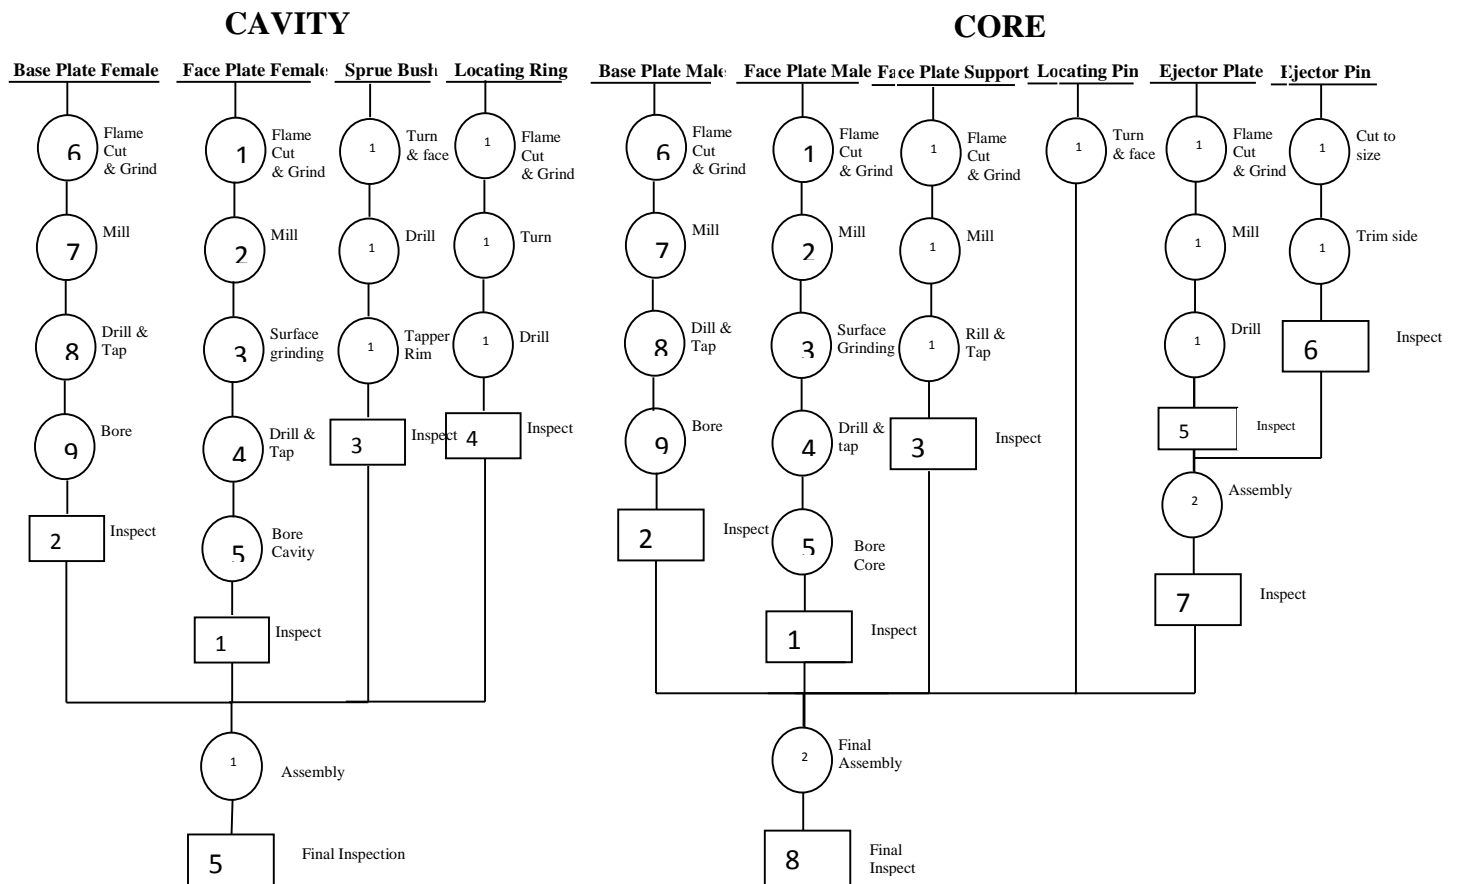 CAVITY
CORE
Base Plate Female
Face Plate Female
Sprue Bush
Locating Ring
Base Plate Male
Face Plate Male
Face Plate Support
Locating Pin
Ejector Plate
Ejector Pin
6
Flame
Cut
& Grind
1
Flame
Cut
& Grind
1
Turn
& face
1
Flame
Cut
& Grind
6
Flame
Cut
& Grind
1
Flame
Cut
& Grind
1
Flame
Cut
& Grind
1
Turn
& face
1
Flame
Cut
& Grind
1
Cut to
size
7
Mill
2
Mill
1
Drill
1
Turn
7
Mill
2
Mill
1
Mill
1
Mill
1
Trim side
8
Drill &
Tap
3
Surface
grinding
1
Tapper
Rim
1
Drill
8
Dill &
Tap
3
Surface
Grinding
1
Rill &
Tap
1
Drill
6
Inspect
9
Bore
4
Drill &
Tap
3
Inspect
4
Inspect
9
Bore
4
Drill &
tap
3
Inspect
5
Inspect
2
Inspect
5
Bore
Cavity
2
Inspect
5
Bore
Core
2
Assembly
1
Inspect
1
Inspect
7
Inspect
1
Assembly
2
Final
Assembly
5
Final Inspection
8
Final
Inspect